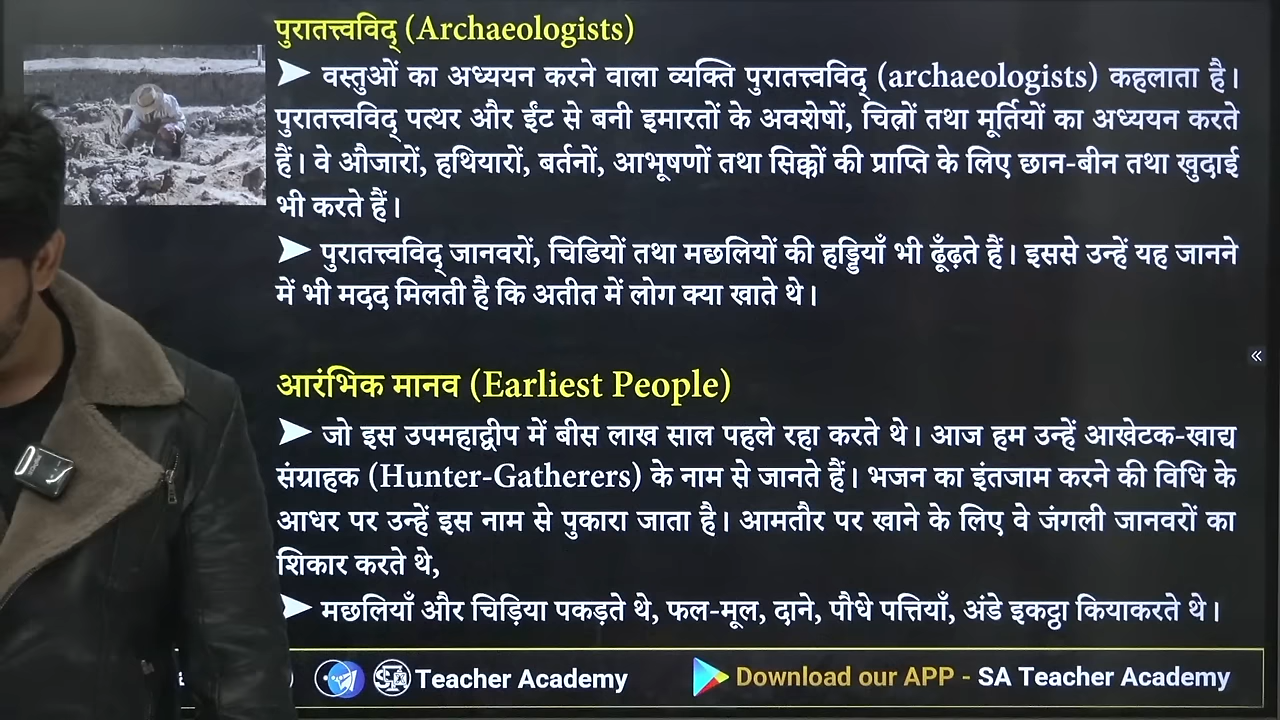 पुरातत्त्वविद् (Archaeologists)
➤ वस्तुओं का अध्ययन करने वाला व्यक्ति पुरातत्त्वविद् (archaeologists) कहलाता है।
पुरातत्त्वविद् पत्थर और ईंट से बनी इमारतों के अवशेषों, चित्रों तथा मूर्तियों का अध्ययन करते
हैं। वे औजारों, हथियारों, बर्तनों, आभूषणों तथा सिक्कों की प्राप्ति के लिए छान-बीन तथा खुदाई
भी करते हैं।
➤ पुरातत्त्वविद् जानवरों, चिडियों तथा मछलियों की हड्डियाँ भी ढूँढ़ते हैं। इससे उन्हें यह जानने
में भी मदद मिलती है कि अतीत में लोग क्या खाते थे।
आरंभिक मानव (Earliest People)
➤ जो इस उपमहाद्वीप में बीस लाख साल पहले रहा करते थे। आज हम उन्हें आखेटक-खाद्य
संग्राहक (Hunter-Gatherers) के नाम से जानते हैं। भजन का इंतजाम करने की विधि के
आधर पर उन्हें इस नाम से पुकारा जाता है। आमतौर पर खाने के लिए वे जंगली जानवरों का
शिकार करते थे,
➤ मछलियाँ और चिड़िया पकड़ते थे, फल-मूल, दाने, पौधे पत्तियाँ, अंडे इकट्ठा कियाकरते थे।
Teacher Academy Download our APP - SA Teacher Academy